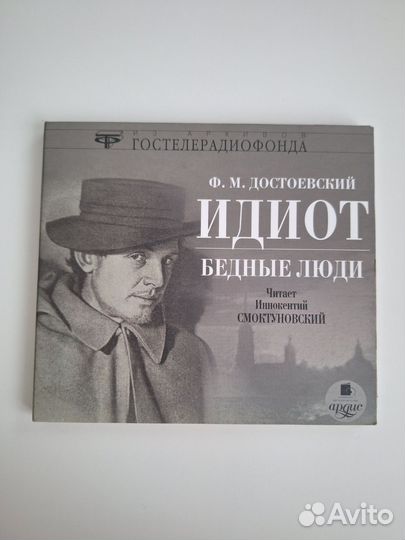 ИЗ АРХИВОВ
ГОСТЕЛЕРАДИОФОНДА
Ф. М. ДОСТОЕВСКИЙ
ИДИОТ
БЕДНЫЕ ЛЮДИ
Читает
Иннокентий
СМОКТУНОВСКИЙ
ардис
Avito